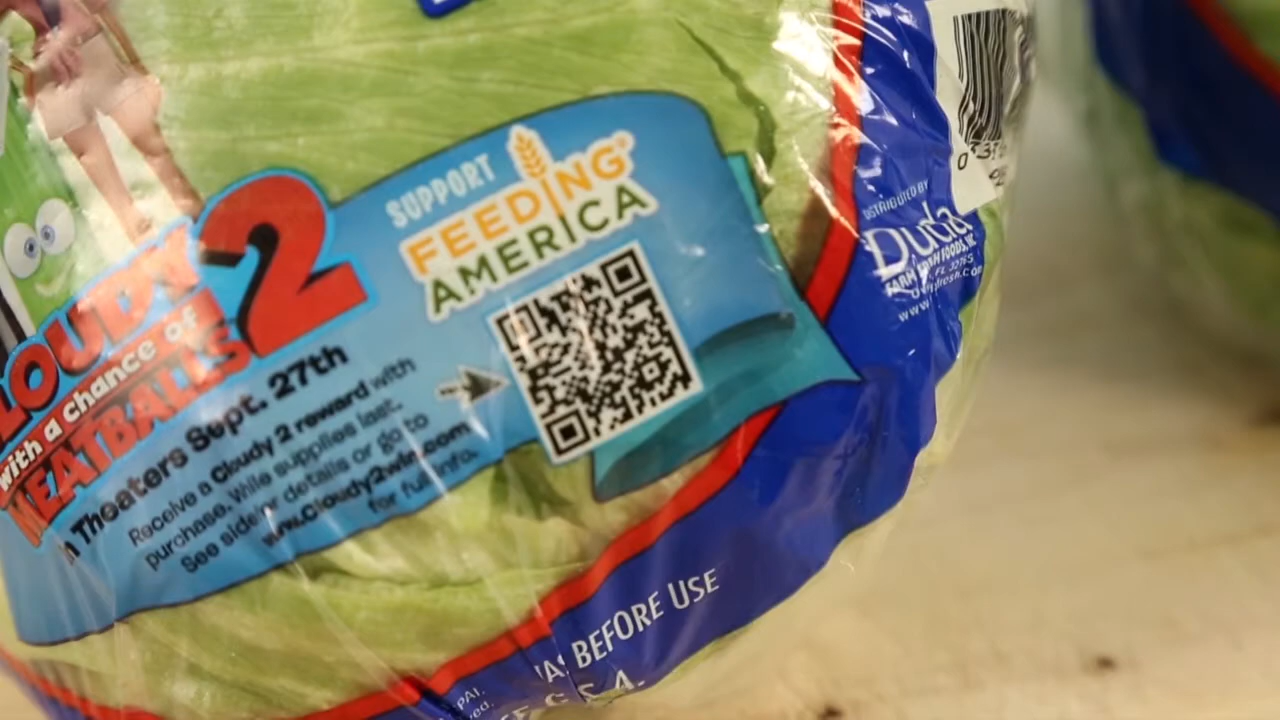 SUPPORT
FEEDING
AMERICA
2
CLOUDY
with a chance of
MEATBALLS
In Theaters Sept. 27th
Receive a Cloudy 2 reward with
purchase. While supplies last.
See side for details or go to
www.Cloudy2win.com
for full info.
DISTRIBUTED BY
Duda
FARM FRESH FOODS, INC
FL 32765
www.
BEFORE USE